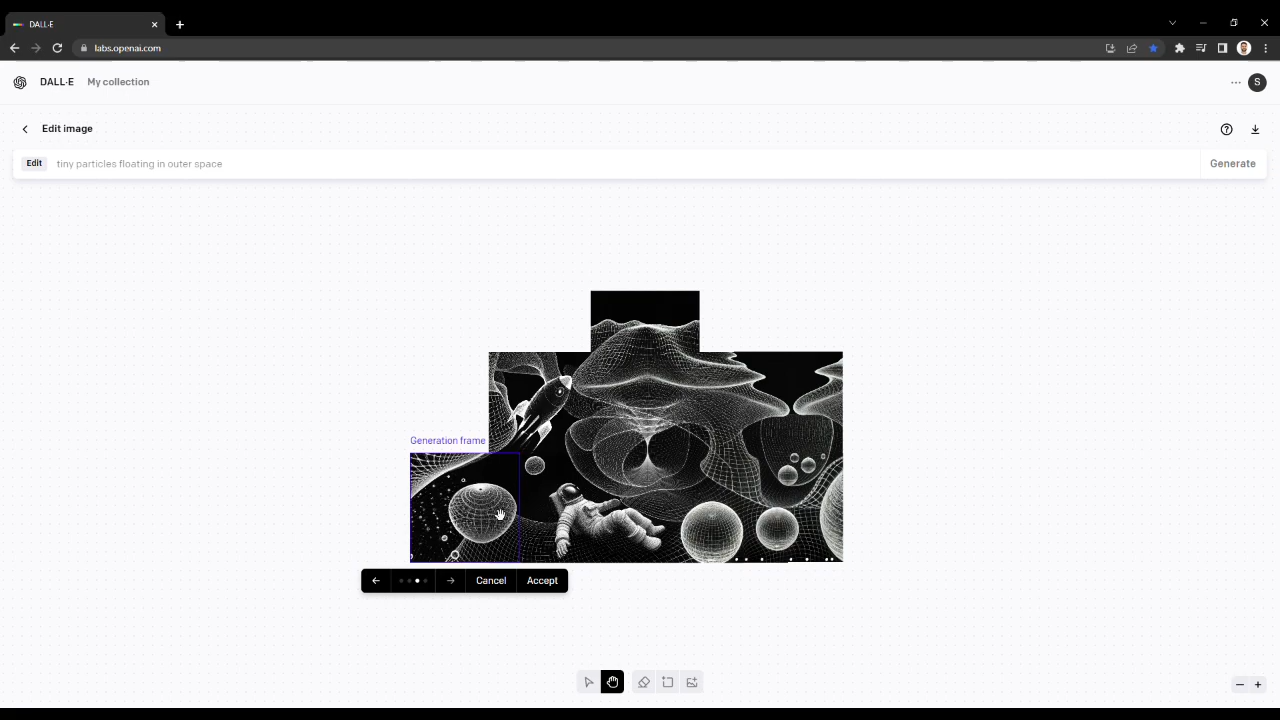 DALL·E
labs.openai.com
DALL·E My collection
S
Edit image
Edit tiny particles floating in outer space Generate
Generation frame
Cancel Accept